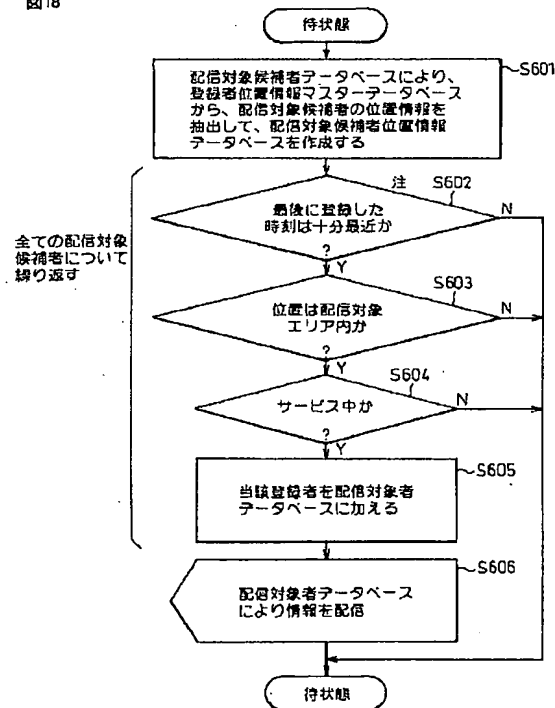 図18
待状態
配信対象候補者データベースにより、
登録者位置情報マスターデータベース
から、配信対象候補者の位置情報を
抽出して、配信対象候補者位置情報
データベースを作成する
S601
全ての配信対象
候補者について
繰り返す
注
S602
最後に登録した
時刻は十分最近か
?
N
Y
S603
位置は配信対象
エリア内か
?
N
Y
S604
サービス中か
?
N
Y
S605
当該登録者を配信対象者
データベースに加える
S606
配信対象者データベース
により情報を配信
待状態